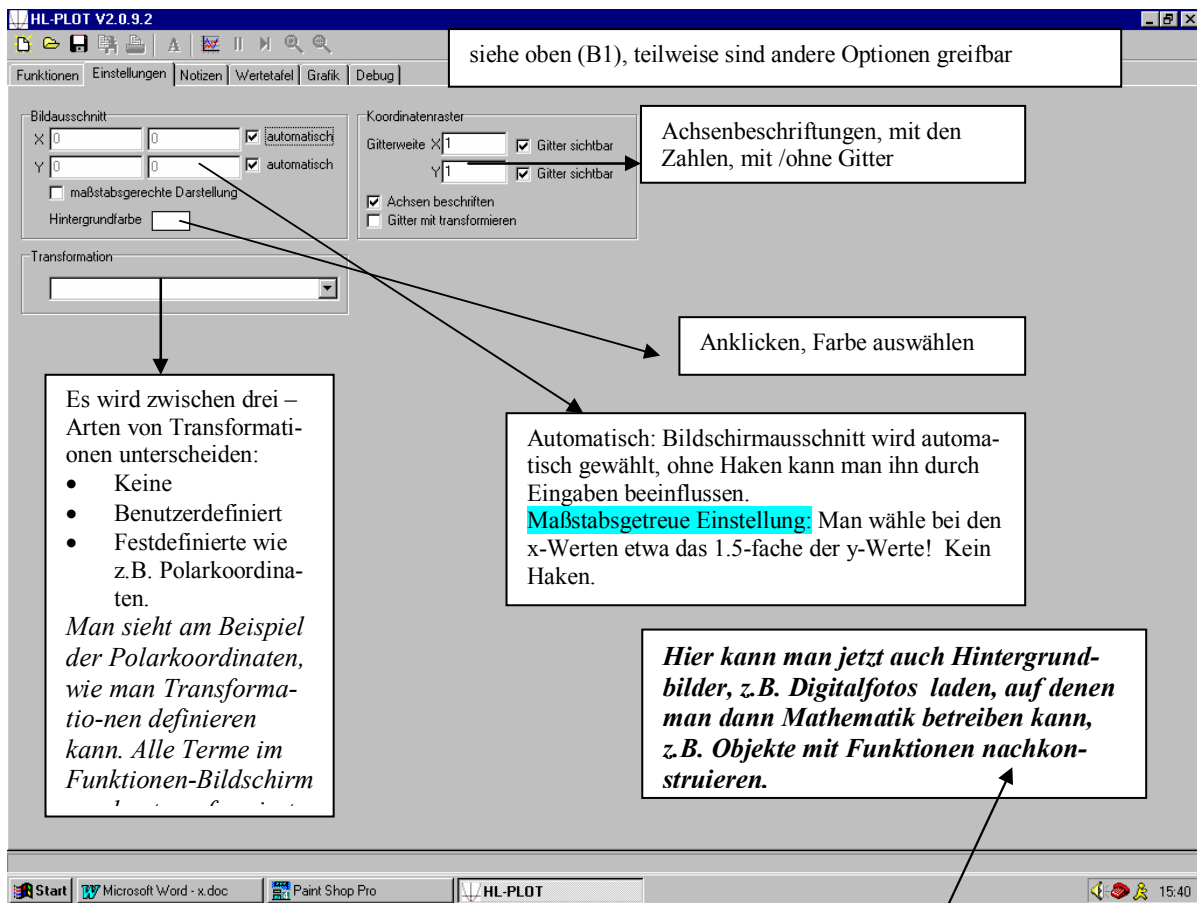 HL-PLOT V2.0.9.2
siehe oben (B1), teilweise sind andere Optionen greifbar
Funktionen Einstellungen Notizen Wertetafel Grafik Debug
Bildausschnitt
X 0 0 automatisch
Y 0 0 automatisch
maßstabsgerechte Darstellung
Hintergrundfarbe
Koordinatenraster
Gitterweite X 1 Gitter sichtbar
Y 1 Gitter sichtbar
Achsen beschriften
Gitter mit transformieren
Achsenbeschriftungen, mit den
Zahlen, mit /ohne Gitter
Transformation
Anklicken, Farbe auswählen
Es wird zwischen drei –
Arten von Transformati-
onen unterscheiden:
• Keine
• Benutzerdefiniert
• Festdefinierte wie
z.B. Polarkoordina-
ten.
Man sieht am Beispiel
der Polarkoordinaten,
wie man Transforma-
tio-nen definieren
kann. Alle Terme im
Funktionen-Bildschirm
Automatisch: Bildschirmausschnitt wird automa-
tisch gewählt, ohne Haken kann man ihn durch
Eingaben beeinflussen.
Maßstabsgetreue Einstellung: Man wähle bei den
x-Werten etwa das 1.5-fache der y-Werte! Kein
Haken.
Hier kann man jetzt auch Hintergrund-
bilder, z.B. Digitalfotos laden, auf denen
man dann Mathematik betreiben kann,
z.B. Objekte mit Funktionen nachkon-
struieren.
Start Microsoft Word - x.doc Paint Shop Pro HL-PLOT 15:40